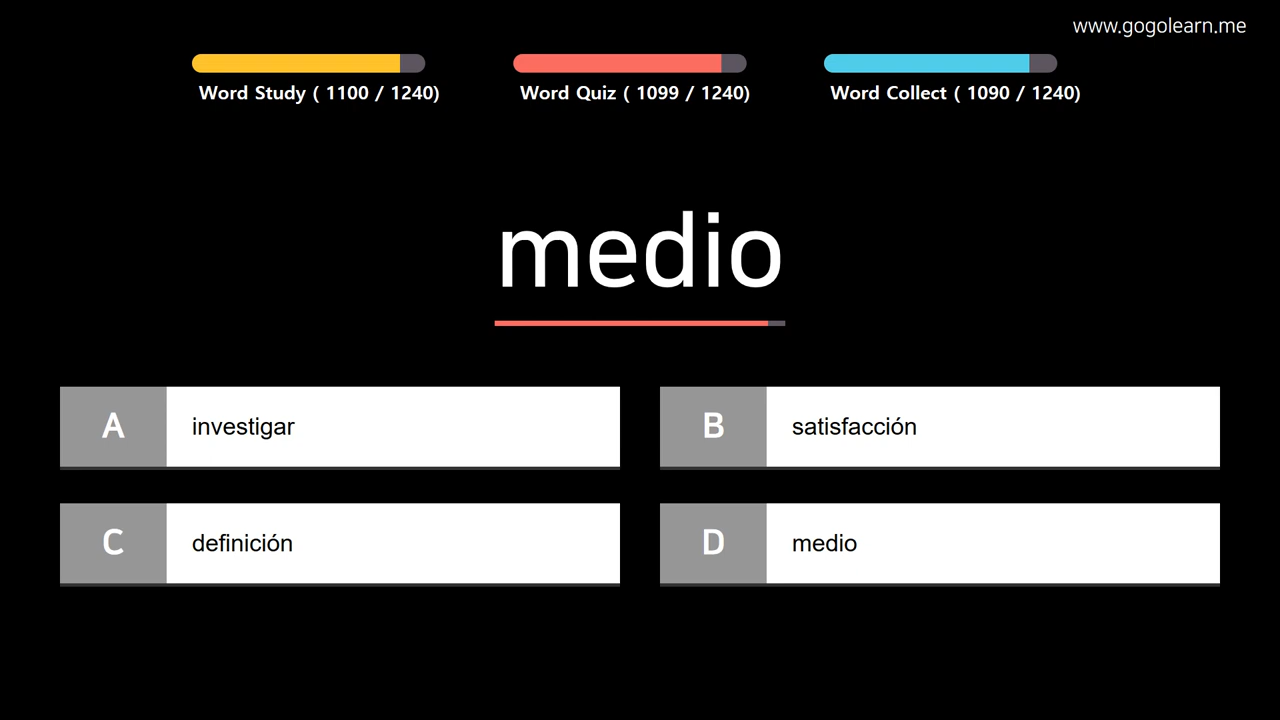 www.gogolearn.me
Word Study ( 1100 / 1240)
Word Quiz ( 1099 / 1240)
Word Collect ( 1090 / 1240)
medio
A investigar
B satisfacción
C definición
D medio